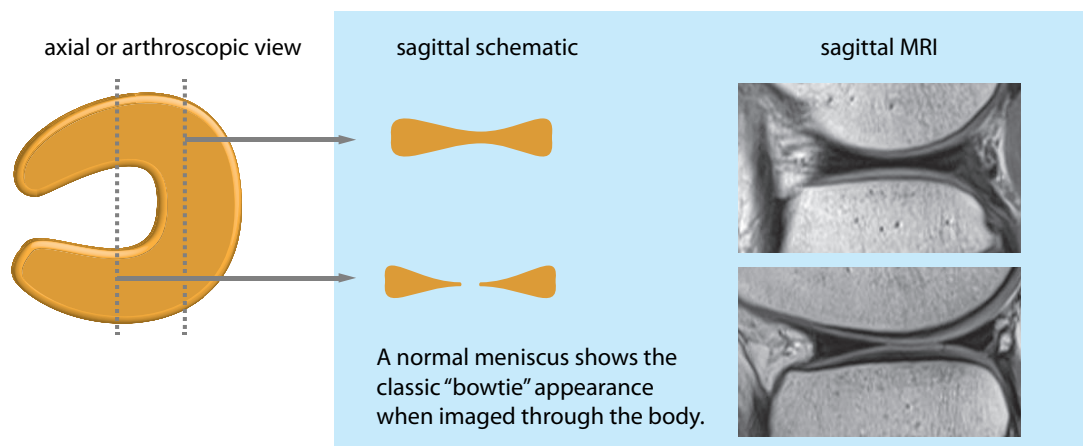 axial or arthroscopic view
sagittal schematic
sagittal MRI
A normal meniscus shows the
classic “bowtie” appearance
when imaged through the body.